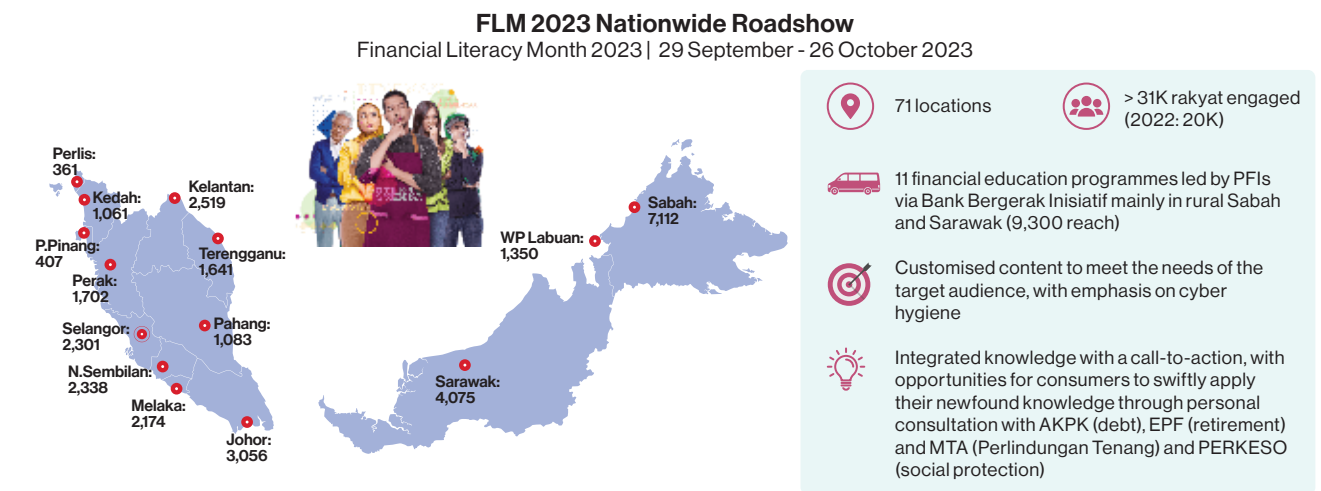 FLM 2023 Nationwide Roadshow
Financial Literacy Month 2023 | 29 September - 26 October 2023
Perlis:
361
Kedah:
1,061
Kelantan:
2,519
P.Pinang:
407
Terengganu:
1,641
Perak:
1,702
Selangor:
2,301
Pahang:
1,083
N.Sembilan:
2,338
Melaka:
2,174
Johor:
3,056
Sabah:
7,112
WP Labuan:
1,350
Sarawak:
4,075
71 locations
> 31K rakyat engaged
(2022: 20K)
11 financial education programmes led by PFIs
via Bank Bergerak Inisiatif mainly in rural Sabah
and Sarawak (9,300 reach)
Customised content to meet the needs of the
target audience, with emphasis on cyber
hygiene
Integrated knowledge with a call-to-action, with
opportunities for consumers to swiftly apply
their newfound knowledge through personal
consultation with AKPK (debt), EPF (retirement)
and MTA (Perlindungan Tenang) and PERKESO
(social protection)